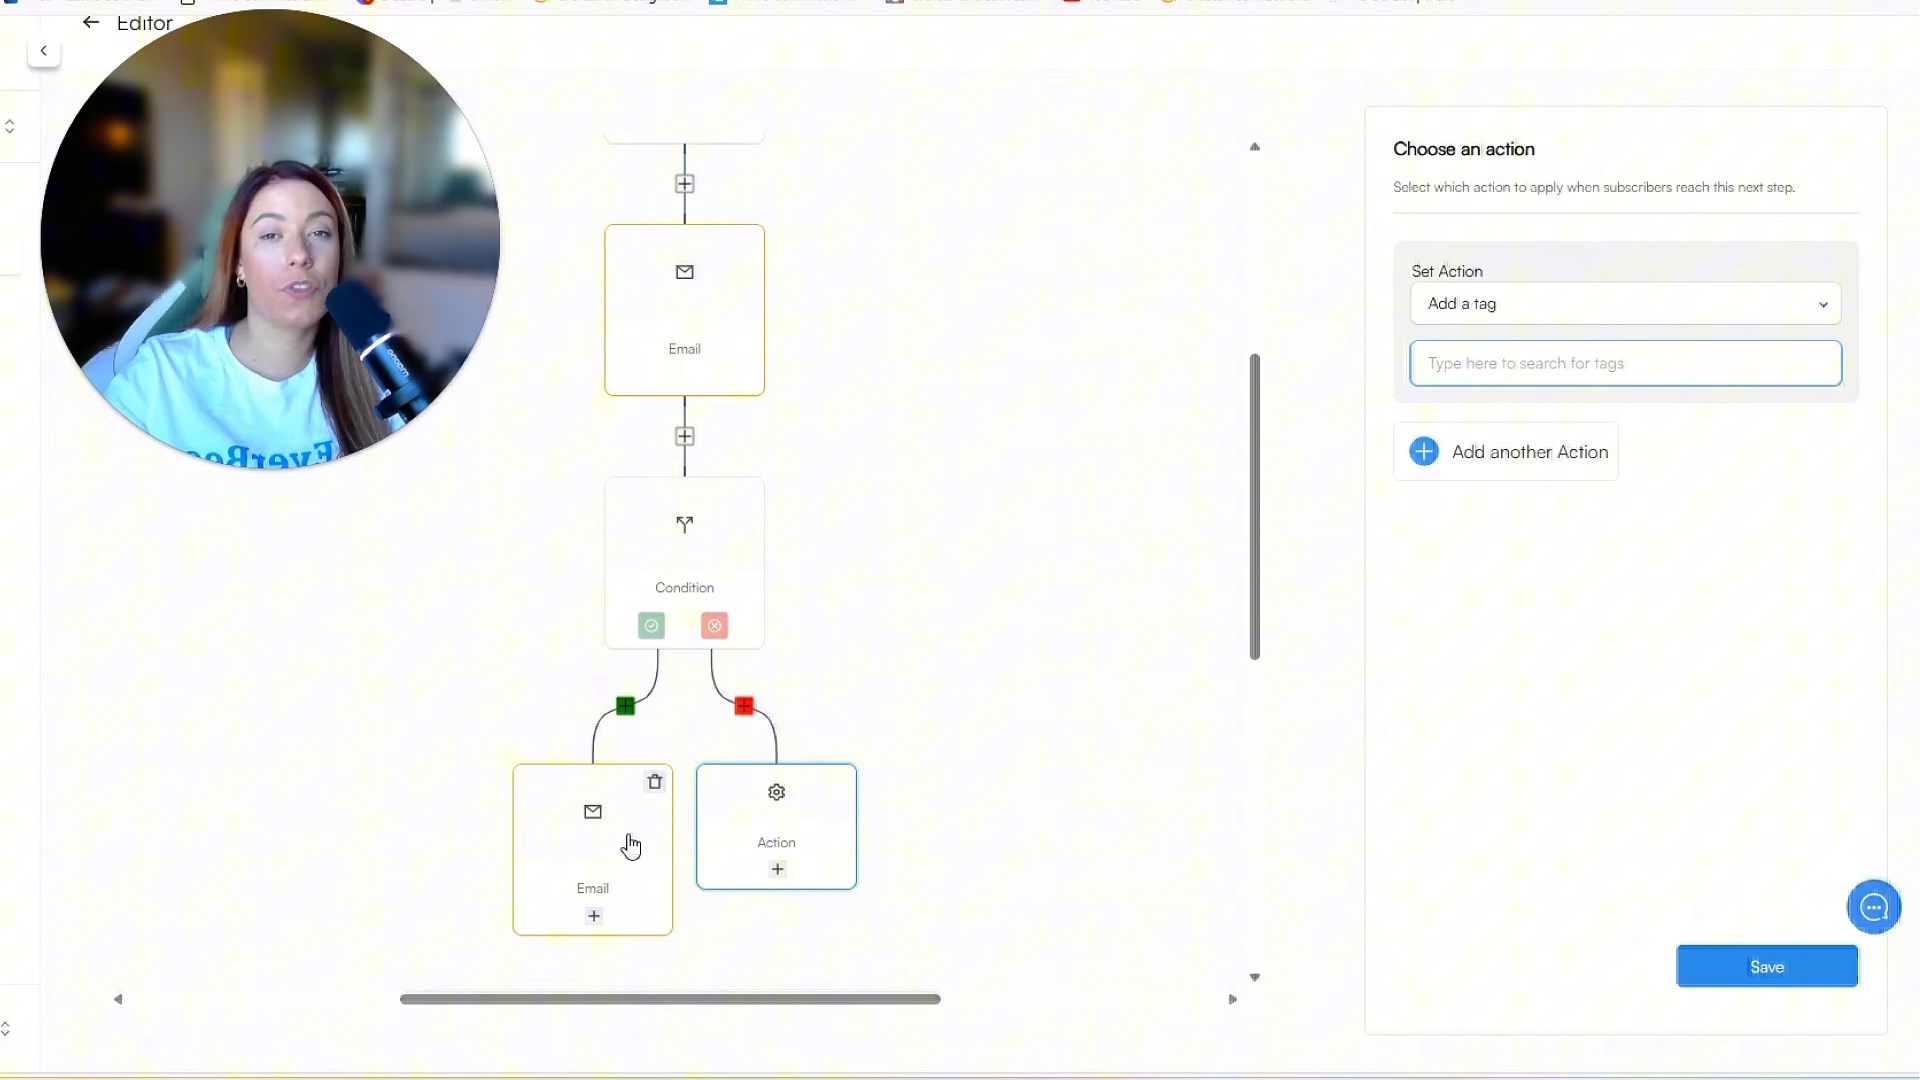 Editor
Choose an action
Select which action to apply when subscribers reach this next step.
Set Action
Add a tag
Type here to search for tags
Add another Action
Email
Condition
Action
Email
Save